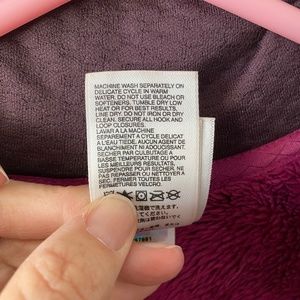 MACHINE WASH SEPARATELY ON
DELICATE CYCLE IN WARM
WATER. DO NOT USE BLEACH OR
SOFTENERS. TUMBLE DRY LOW
HEAT OR FOR BEST RESULTS,
LINE DRY. DO NOT IRON OR DRY
CLEAN. SECURE ALL HOOK AND
LOOP CLOSURES.
LAVAR A LA MACHINE
SEPAREMENT A CYCLE DELICAT
A L'EAU TIEDE. AUCUN AGENT DE
BLANCHIMENT NI ADOUCISSANT.
SECHER PAR CULBUTAGE A
BASSE TEMPERATURE OU POUR
LES MEILLEURS RESULTATS,
SUSPENDRE POUR SECHER. NE
PAS REPASSER NI NETTOYER A
SEC. FERMER TOUTES LES
FERMETURES VELCRO.